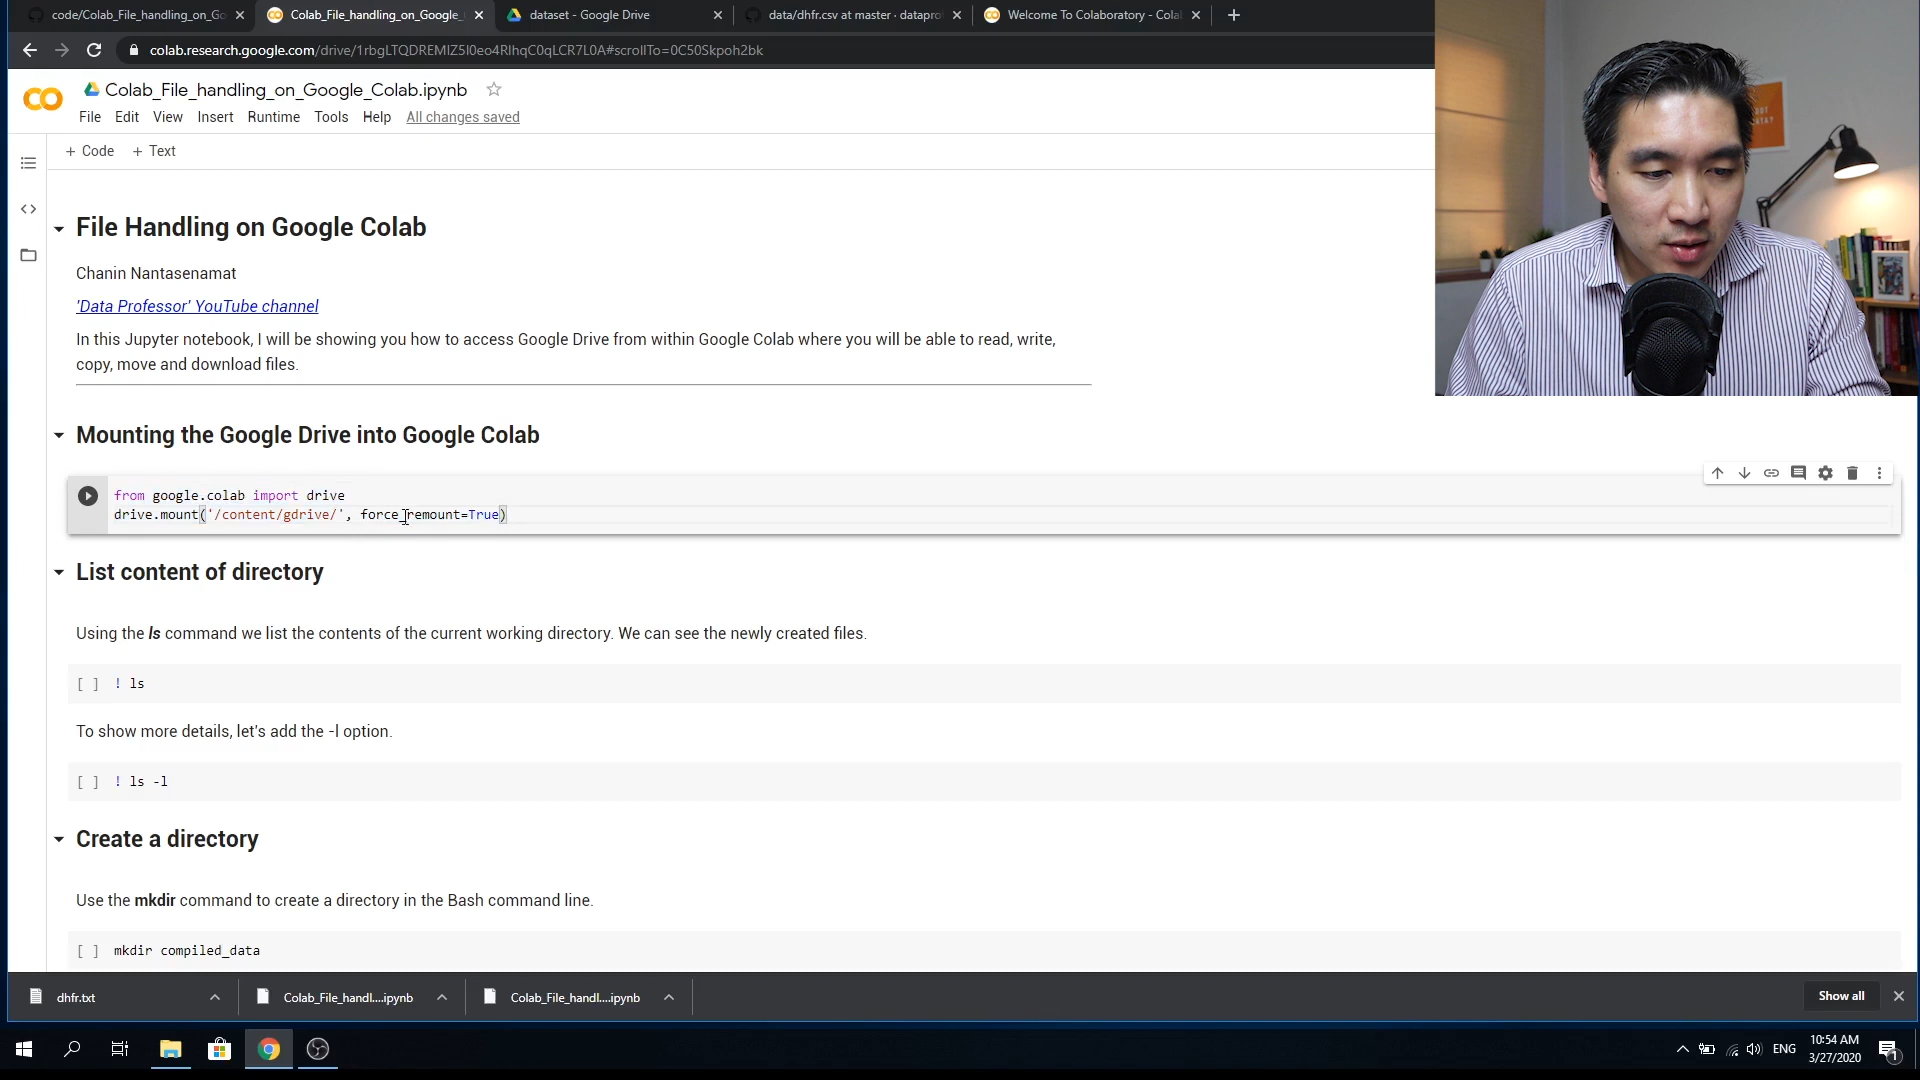 code/Colab_File_handling_on_Go
Colab_File_handling_on_Google_
dataset - Google Drive
data/dhfr.csv at master · datapro
Welcome To Colaboratory - Cola
colab.research.google.com/drive/1rbgLTQDREMIZ5I0eo4RIhqC0qLCR7L0A#scrollTo=0C50Skpoh2bk
Colab_File_handling_on_Google_Colab.ipynb
File Edit View Insert Runtime Tools Help All changes saved
+ Code + Text
File Handling on Google Colab
Chanin Nantasenamat
'Data Professor' YouTube channel
In this Jupyter notebook, I will be showing you how to access Google Drive from within Google Colab where you will be able to read, write,
copy, move and download files.
Mounting the Google Drive into Google Colab
from google.colab import drive
drive.mount('/content/gdrive/', force_remount=True)
List content of directory
Using the ls command we list the contents of the current working directory. We can see the newly created files.
[ ] ! ls
To show more details, let's add the -l option.
[ ] ! ls -l
Create a directory
Use the mkdir command to create a directory in the Bash command line.
[ ] mkdir compiled_data
dhfr.txt
Colab_File_handl....ipynb
Colab_File_handl....ipynb
Show all
ENG
10:54 AM
3/27/2020
1